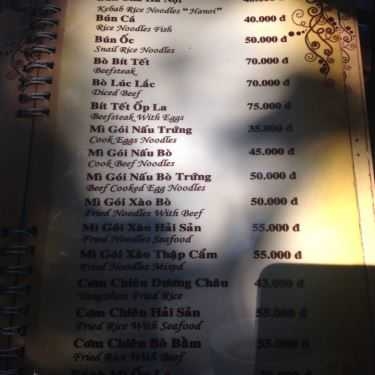 Kebab Rice Noodles "Hanoi"
Bún Cá 40.000 đ
Rice Noodles Fish
Bún Ốc 50.000 đ
Snail Rice Noodles
Bò Bít Tết 70.000 đ
Beefsteak
Bò Lúc Lắc 70.000 đ
Diced Beef
Bít Tết Ốp La 75.000 đ
Beefsteak With Eggs
Mì Gói Nấu Trứng 35.000 đ
Cook Eggs Noodles
Mì Gói Nấu Bò 45.000 đ
Cook Beef Noodles
Mì Gói Nấu Bò Trứng 50.000 đ
Beef Cooked Egg Noodles
Mì Gói Xào Bò 50.000 đ
Fried Noodles With Beef
Mì Gói Xào Hải Sản 55.000 đ
Fried Noodles Seafood
Mì Gói Xào Thập Cẩm 55.000 đ
Fried Noodles Mixed
Cơm Chiên Dương Châu 45.000 đ
Yangzhou Fried Rice
Cơm Chiên Hải Sản 55.000 đ
Fried Rice With Seafood
Cơm Chiên Bò Bằm 55.000 đ
Fried Rice With Beef